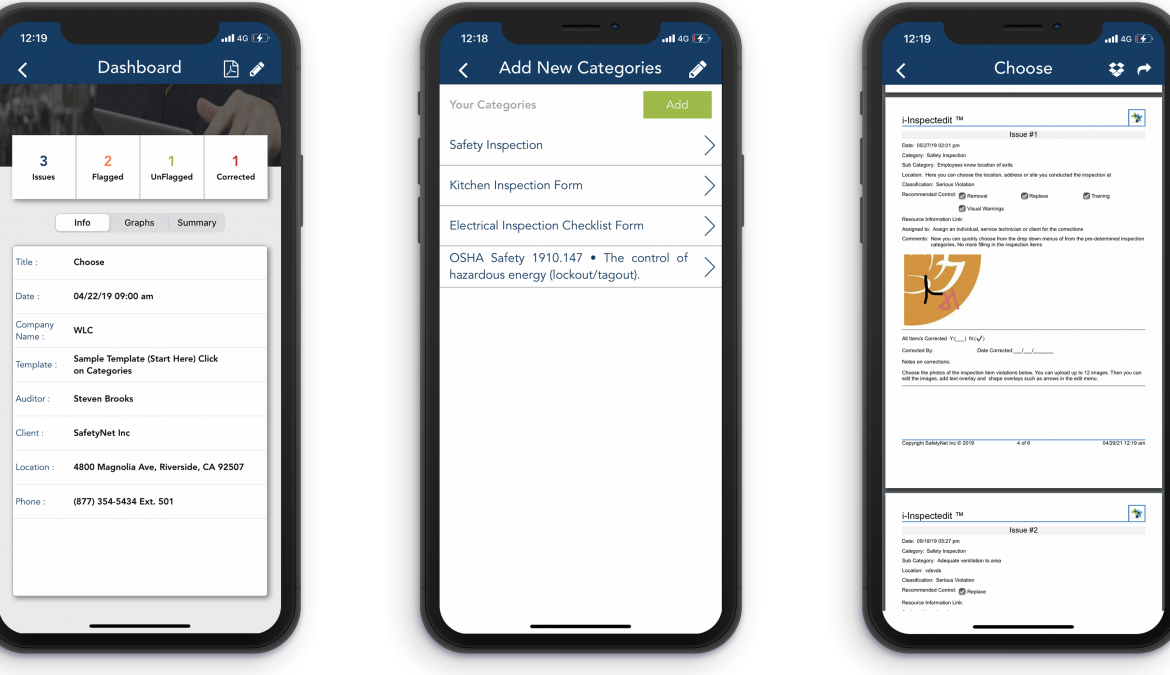 12:19
4G
Dashboard
3
2
1
1
Issues
Flagged
UnFlagged
Corrected
Info
Graphs
Summary
Title :
Choose
Date :
04/22/19 09:00 am
Company
Name :
WLC
Template :
Sample Template (Start Here) Click
on Categories
Auditor :
Steven Brooks
Client :
SafetyNet Inc
Location :
4800 Magnolia Ave, Riverside, CA 92507
Phone :
(877) 354-5434 Ext. 501
12:18
4G
Add New Categories
Your Categories
Add
Safety Inspection
Kitchen Inspection Form
Electrical Inspection Checklist Form
OSHA Safety 1910.147 • The control of
hazardous energy (lockout/tagout).
12:19
4G
Choose
i-Inspectedit ™
Issue #1
Date: 05/27/19 02:01 pm
Category: Safety Inspection
Sub Category: Employees know location of exits
Location: Here you can choose the location, address or site you conducted the inspection at
Classification: Serious Violation
Recommended Control: Removal Replace Training
Visual Warnings
Resource Information Link:
Assigned to: Assign an individual, service technician or client for the corrections
Comments: Now you can quickly choose from the drop down menus of from the pre-determined inspection
categories, No more filling in the inspection items
All Item/s Corrected Y:(___) N:(✓)
Corrected By: Date Corrected:___/___/______
Notes on corrections:
Choose the photos of the inspection item violations below. You can upload up to 12 images. Then you can
edit the images, add text overlay and shape overlays such as arrows in the edit menu.
Copyright SafetyNet Inc © 2019 4 of 6 04/29/21 12:19 am
i-Inspectedit ™
Issue #2
Date: 09/18/19 05:27 pm
Category: Safety Inspection
Sub Category: Adequate ventilation to area
Location: vdsvds
Classification: Serious Violation
Recommended Control: Replace
Resource Information Link: